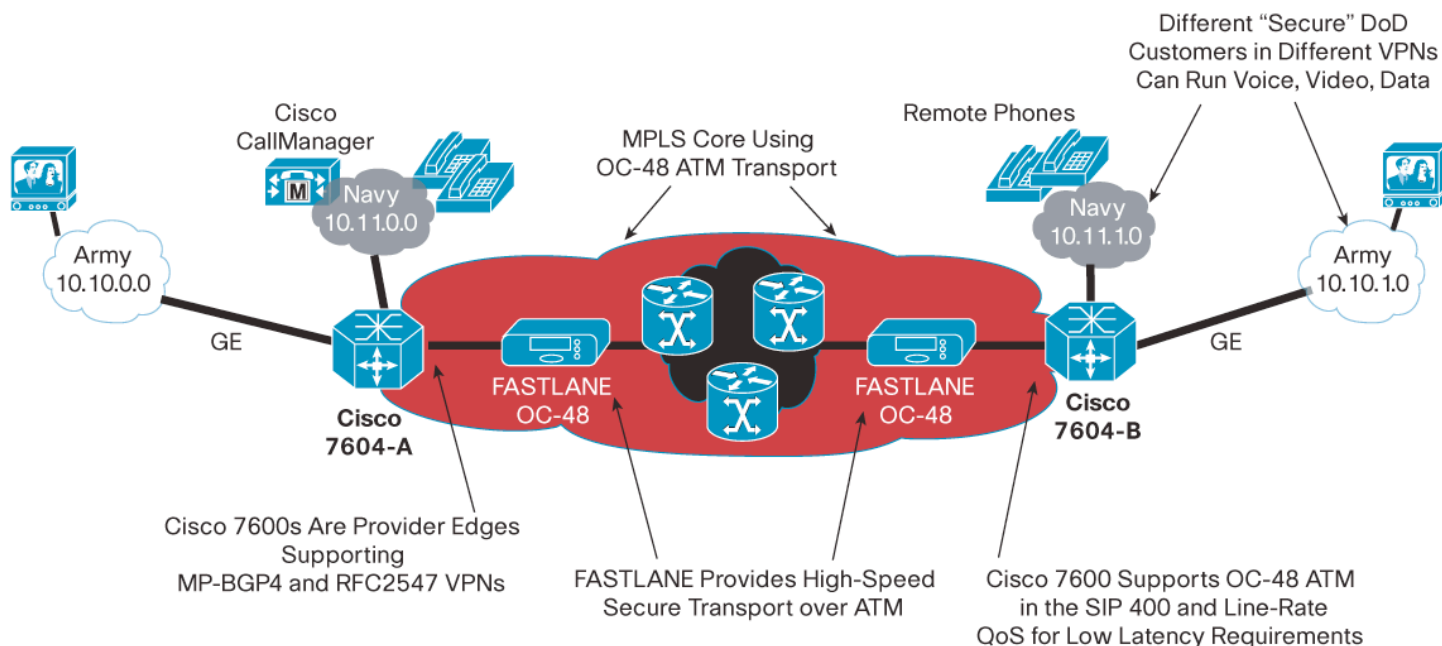 Different “Secure” DoD
Customers in Different VPNs
Can Run Voice, Video, Data
Cisco
CallManager
Remote Phones
MPLS Core Using
OC-48 ATM Transport
M
Navy
10.11.0.0
Navy
10.11.1.0
Army
10.10.0.0
Army
10.10.1.0
GE
GE
FASTLANE
OC-48
FASTLANE
OC-48
Cisco
7604-A
Cisco
7604-B
Cisco 7600s Are Provider Edges
Supporting
MP-BGP4 and RFC2547 VPNs
FASTLANE Provides High-Speed
Secure Transport over ATM
Cisco 7600 Supports OC-48 ATM
in the SIP 400 and Line-Rate
QoS for Low Latency Requirements